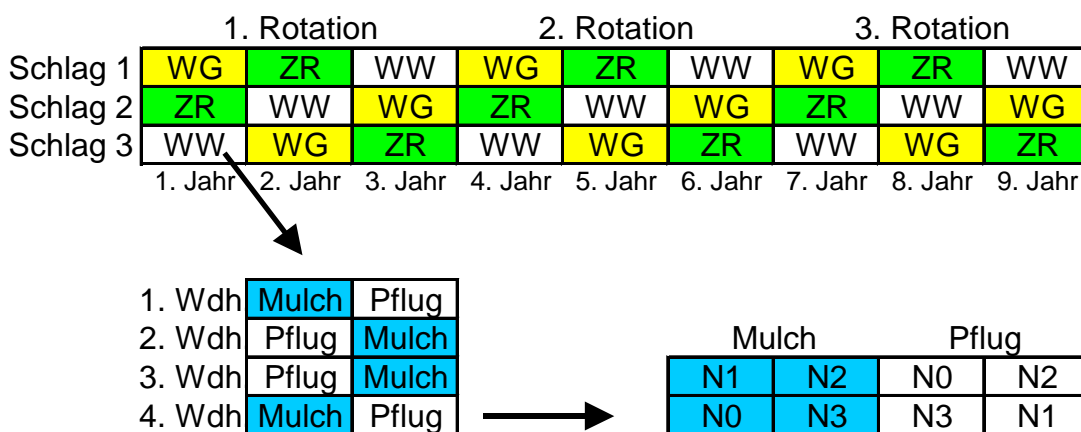 1. Rotation 2. Rotation 3. Rotation
Schlag 1 WG ZR WW WG ZR WW WG ZR WW
Schlag 2 ZR WW WG ZR WW WG ZR WW WG
Schlag 3 WW WG ZR WW WG ZR WW WG ZR
1. Jahr 2. Jahr 3. Jahr 4. Jahr 5. Jahr 6. Jahr 7. Jahr 8. Jahr 9. Jahr
1. Wdh Mulch Pflug
2. Wdh Pflug Mulch
3. Wdh Pflug Mulch
4. Wdh Mulch Pflug
Mulch Pflug
N1 N2 N0 N2
N0 N3 N3 N1